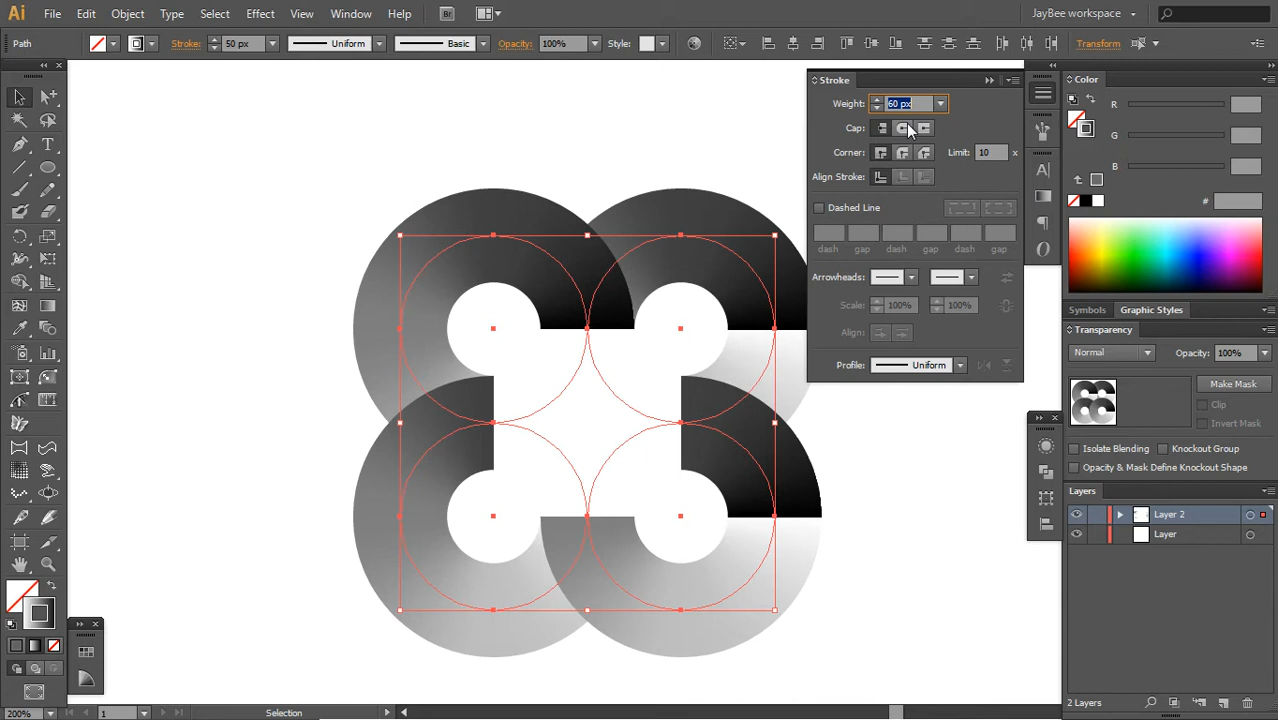 Ai File Edit Object Type Select Effect View Window Help Br JayBee workspace
Path Stroke: 50 px Uniform Basic Opacity: 100% Style: Transform
Stroke
Weight: 60 px
Cap:
Corner: Limit: 10 x
Align Stroke:
Dashed Line
dash gap dash gap dash gap
Arrowheads:
Scale: 100% 100%
Align:
Profile: Uniform
Color
R
G
B
#
Symbols Graphic Styles
Transparency
Normal Opacity: 100%
Make Mask
Clip
Invert Mask
Isolate Blending Knockout Group
Opacity & Mask Define Knockout Shape
Layers
Layer 2
Layer
2 Layers
200% 1 Selection